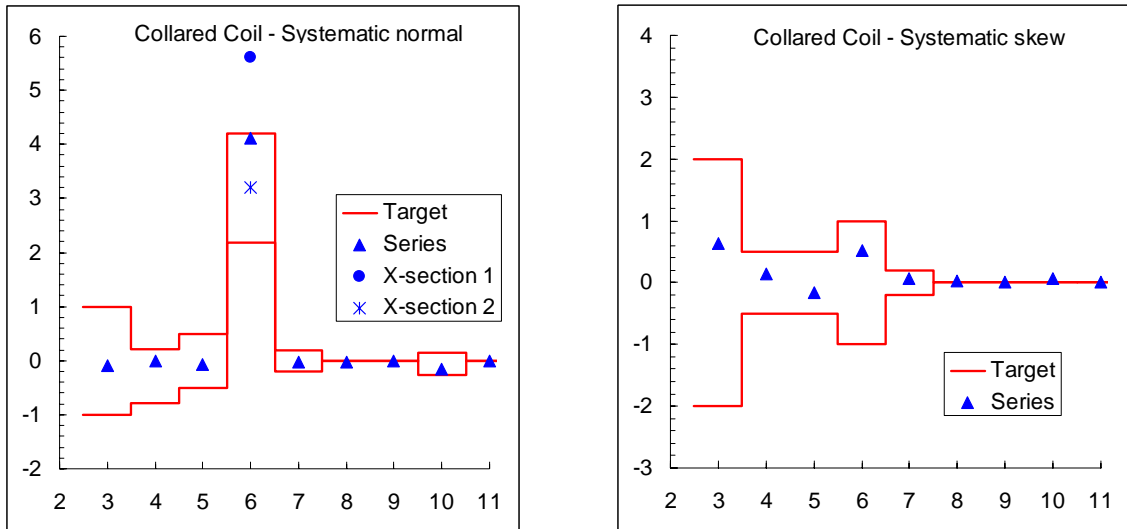 Collared Coil - Systematic normal
6
5
4
3
2
1
0
-1
-2
2 3 4 5 6 7 8 9 10 11
Target
Series
X-section 1
X-section 2
Collared Coil - Systematic skew
4
3
2
1
0
-1
-2
-3
2 3 4 5 6 7 8 9 10 11
Target
Series